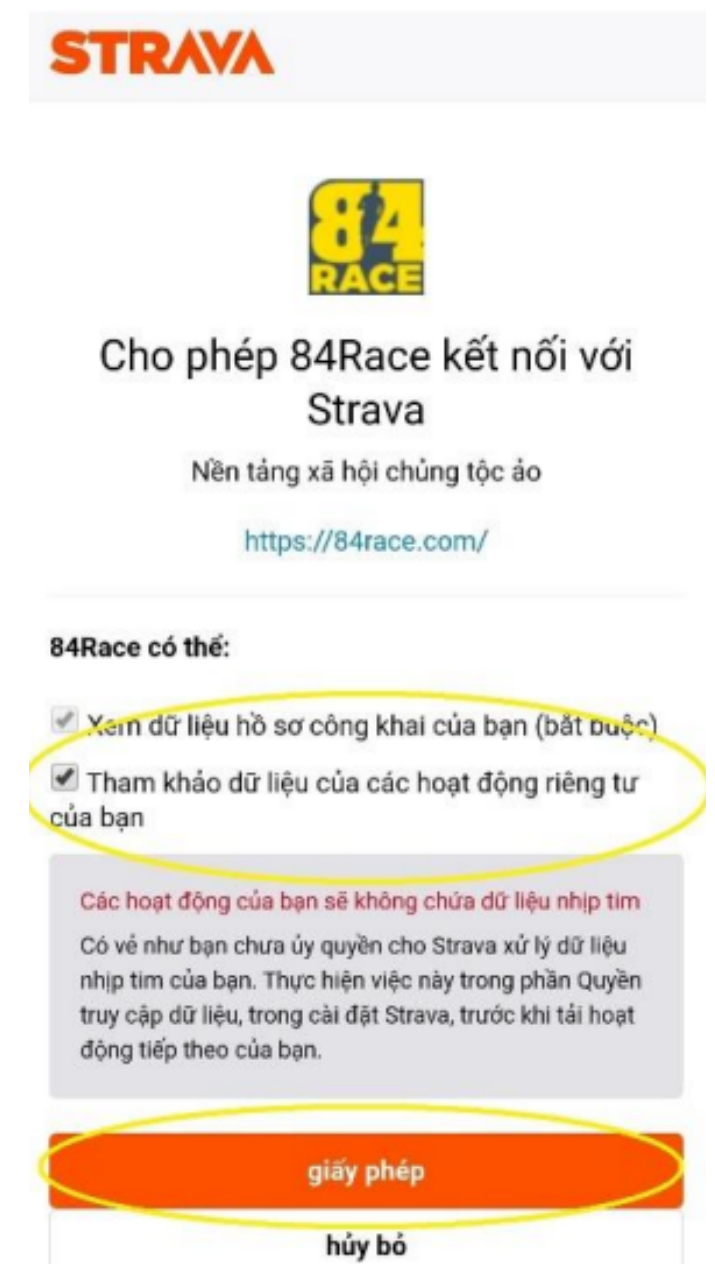 STRAVA
84
RACE
Cho phép 84Race kết nối với
Strava
Nền tảng xã hội chủng tộc ảo
https://84race.com/
84Race có thể:
Xem dữ liệu hồ sơ công khai của bạn (bắt buộc)
Tham khảo dữ liệu của các hoạt động riêng tư
của bạn
Các hoạt động của bạn sẽ không chứa dữ liệu nhịp tim
Có vẻ như bạn chưa ủy quyền cho Strava xử lý dữ liệu
nhịp tim của bạn. Thực hiện việc này trong phần Quyền
truy cập dữ liệu, trong cài đặt Strava, trước khi tải hoạt
động tiếp theo của bạn.
giấy phép
hủy bỏ